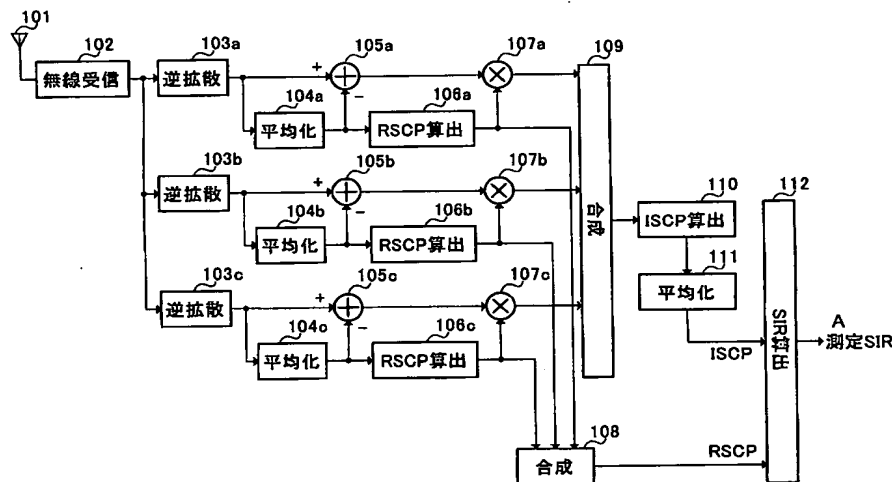 101
102
無線受信
103a
逆拡散
104a
平均化
+
105a
-
106a
RSCP算出
107a
109
合成
103b
逆拡散
104b
平均化
+
105b
-
106b
RSCP算出
107b
103c
逆拡散
104c
平均化
+
105c
-
106c
RSCP算出
107c
108
合成
110
ISCP算出
111
平均化
ISCP
RSCP
112
SIR算出
A
測定SIR